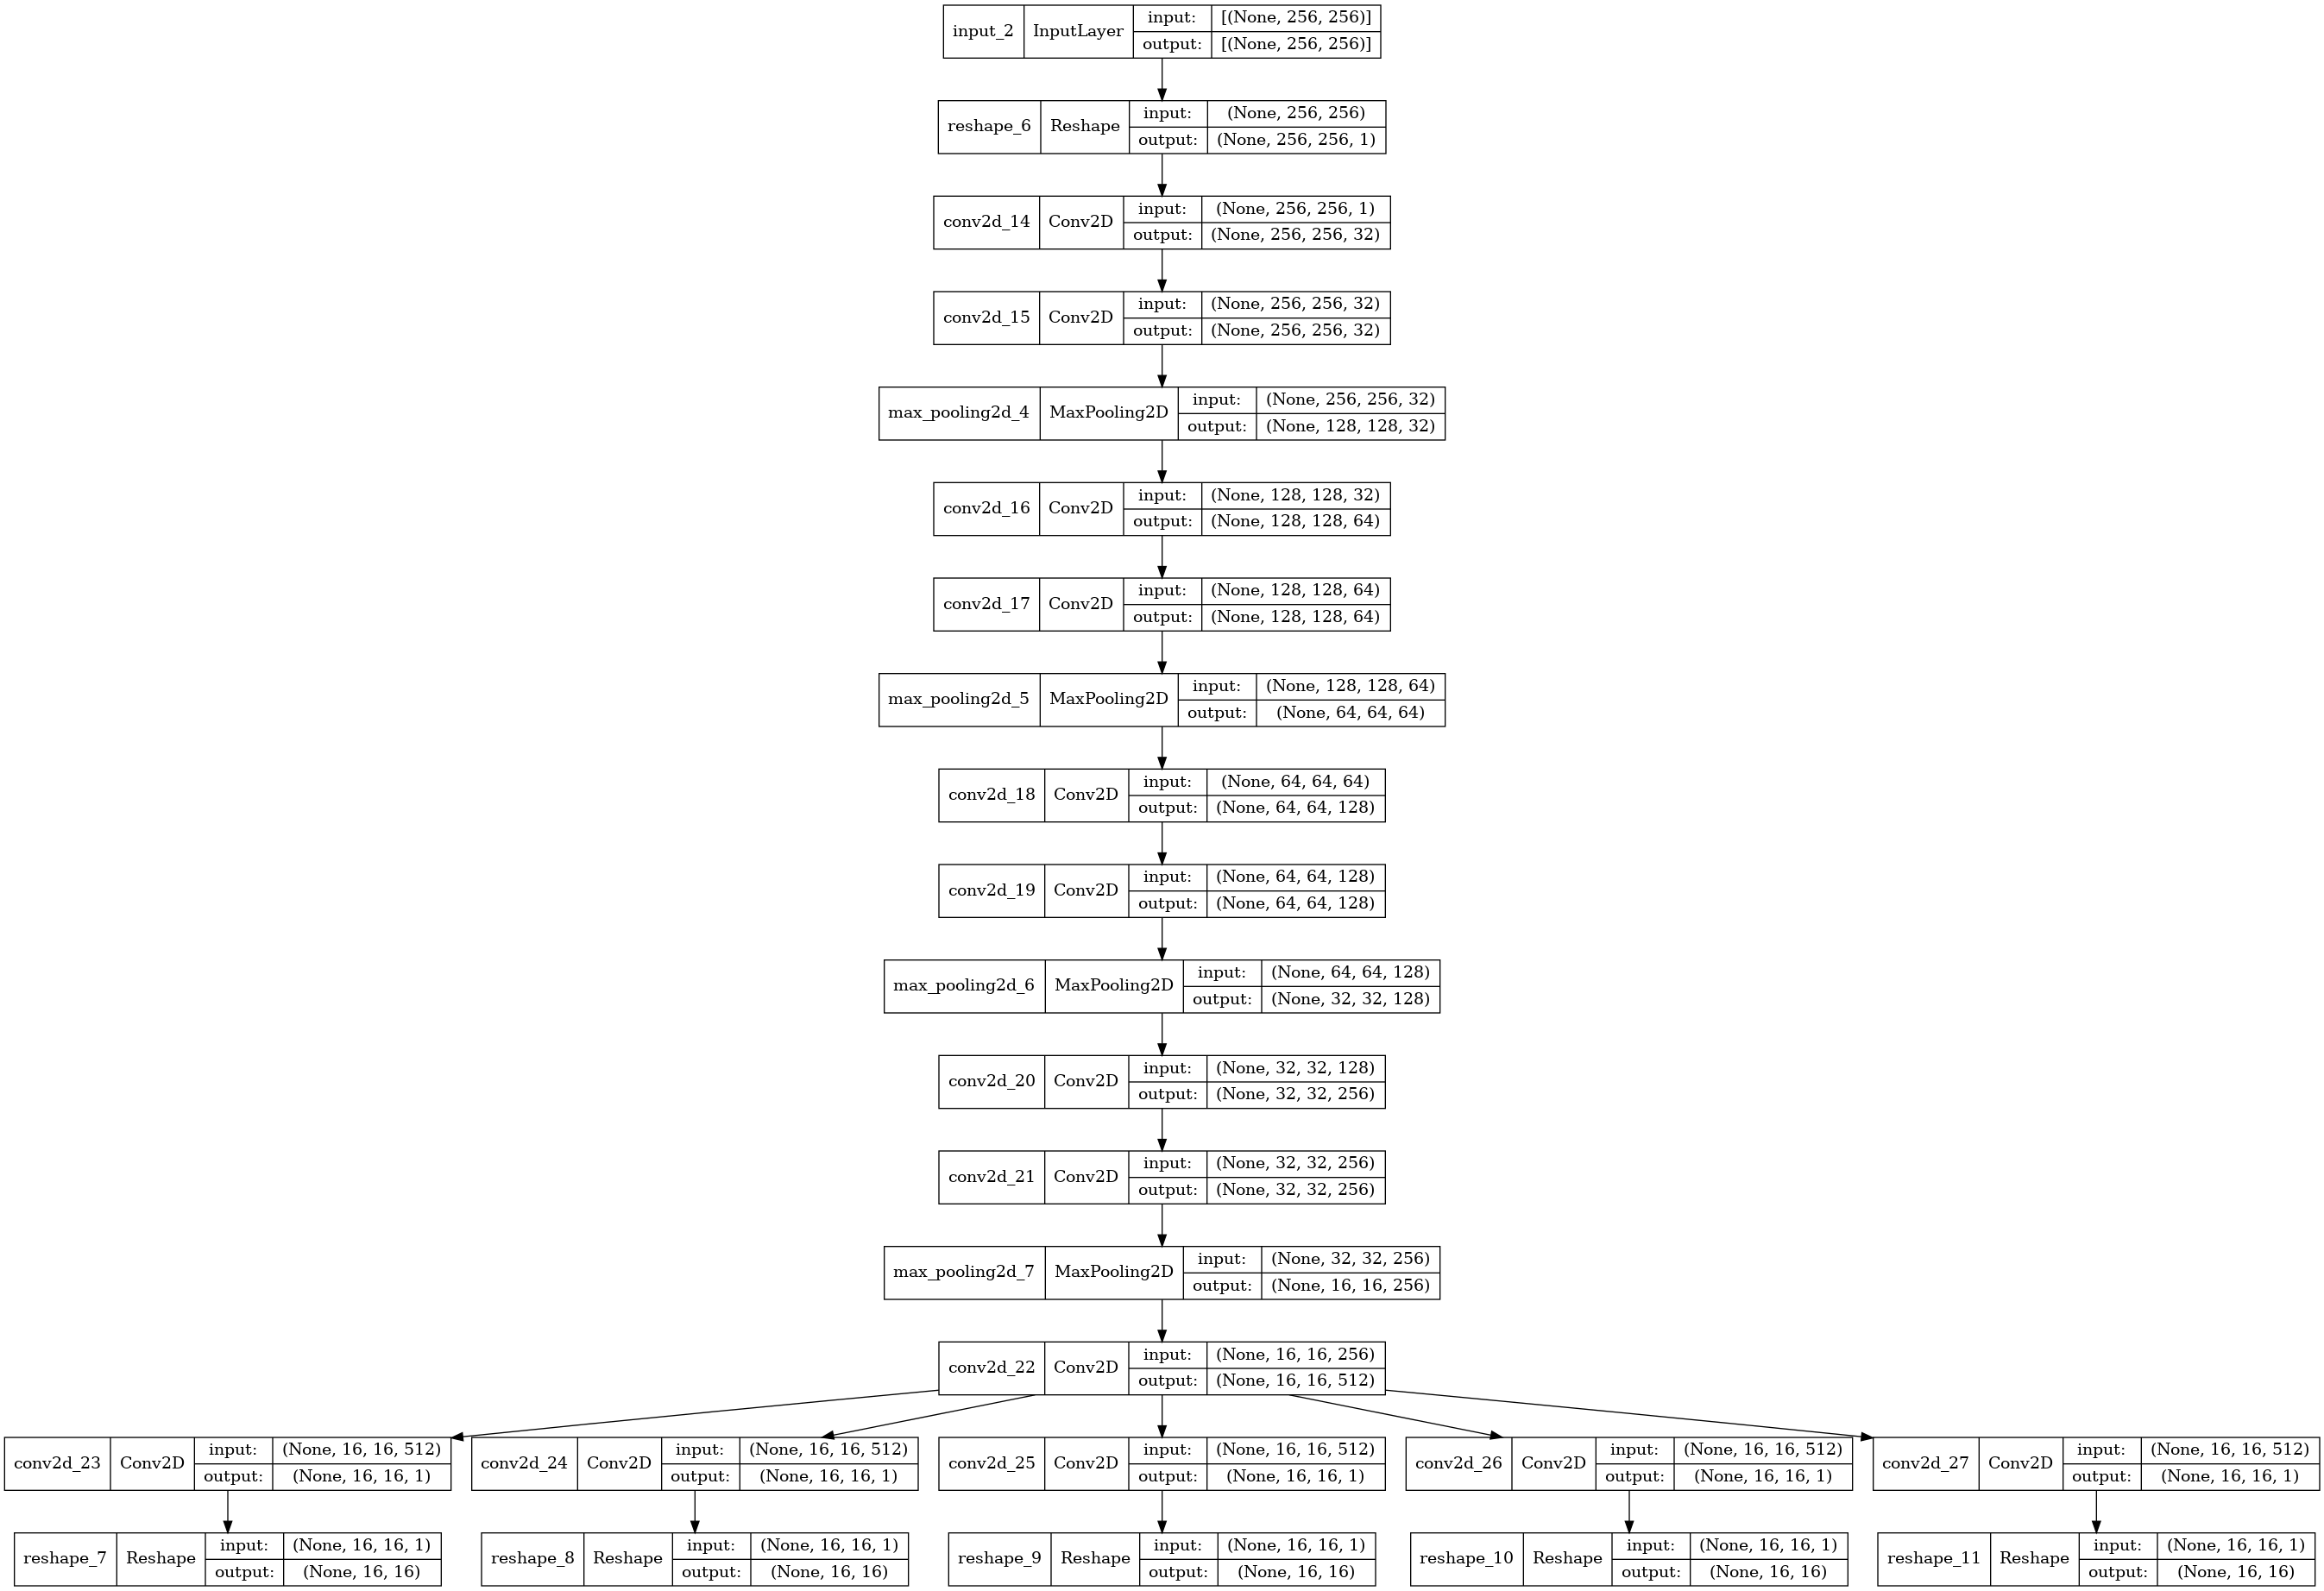 input_2 InputLayer input: [(None, 256, 256)]
output: [(None, 256, 256)]
reshape_6 Reshape input: (None, 256, 256)
output: (None, 256, 256, 1)
conv2d_14 Conv2D input: (None, 256, 256, 1)
output: (None, 256, 256, 32)
conv2d_15 Conv2D input: (None, 256, 256, 32)
output: (None, 256, 256, 32)
max_pooling2d_4 MaxPooling2D input: (None, 256, 256, 32)
output: (None, 128, 128, 32)
conv2d_16 Conv2D input: (None, 128, 128, 32)
output: (None, 128, 128, 64)
conv2d_17 Conv2D input: (None, 128, 128, 64)
output: (None, 128, 128, 64)
max_pooling2d_5 MaxPooling2D input: (None, 128, 128, 64)
output: (None, 64, 64, 64)
conv2d_18 Conv2D input: (None, 64, 64, 64)
output: (None, 64, 64, 128)
conv2d_19 Conv2D input: (None, 64, 64, 128)
output: (None, 64, 64, 128)
max_pooling2d_6 MaxPooling2D input: (None, 64, 64, 128)
output: (None, 32, 32, 128)
conv2d_20 Conv2D input: (None, 32, 32, 128)
output: (None, 32, 32, 256)
conv2d_21 Conv2D input: (None, 32, 32, 256)
output: (None, 32, 32, 256)
max_pooling2d_7 MaxPooling2D input: (None, 32, 32, 256)
output: (None, 16, 16, 256)
conv2d_22 Conv2D input: (None, 16, 16, 256)
output: (None, 16, 16, 512)
conv2d_23 Conv2D input: (None, 16, 16, 512)
output: (None, 16, 16, 1)
conv2d_24 Conv2D input: (None, 16, 16, 512)
output: (None, 16, 16, 1)
conv2d_25 Conv2D input: (None, 16, 16, 512)
output: (None, 16, 16, 1)
conv2d_26 Conv2D input: (None, 16, 16, 512)
output: (None, 16, 16, 1)
conv2d_27 Conv2D input: (None, 16, 16, 512)
output: (None, 16, 16, 1)
reshape_7 Reshape input: (None, 16, 16, 1)
output: (None, 16, 16)
reshape_8 Reshape input: (None, 16, 16, 1)
output: (None, 16, 16)
reshape_9 Reshape input: (None, 16, 16, 1)
output: (None, 16, 16)
reshape_10 Reshape input: (None, 16, 16, 1)
output: (None, 16, 16)
reshape_11 Reshape input: (None, 16, 16, 1)
output: (None, 16, 16)